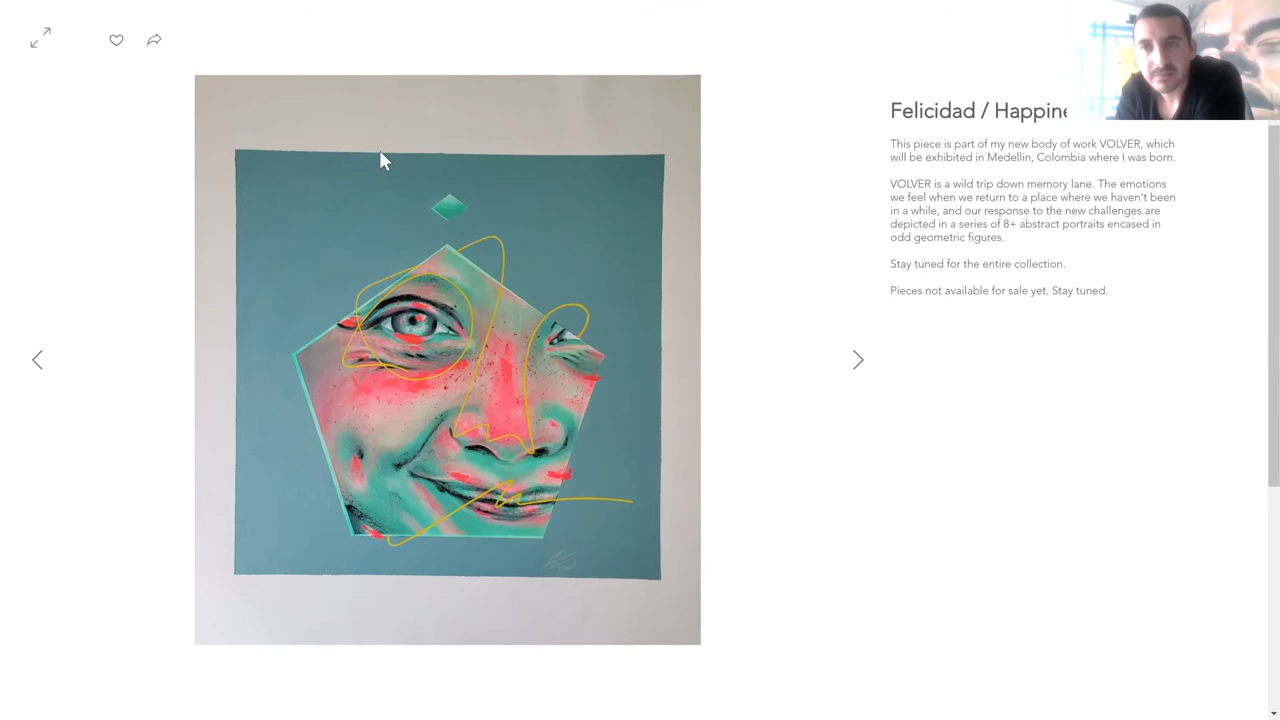 Felicidad / Happine
This piece is part of my new body of work VOLVER, which
will be exhibited in Medellin, Colombia where I was born.
VOLVER is a wild trip down memory lane. The emotions
we feel when we return to a place where we haven't been
in a while, and our response to the new challenges are
depicted in a series of 8+ abstract portraits encased in
odd geometric figures.
Stay tuned for the entire collection.
Pieces not available for sale yet. Stay tuned.